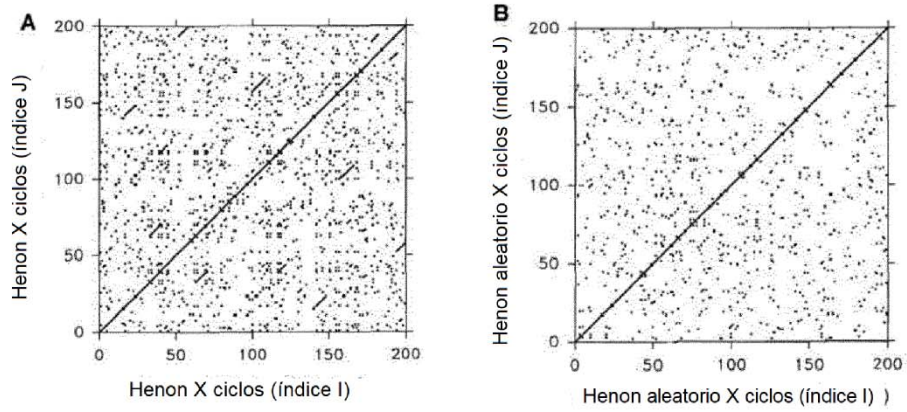 A
Henon X ciclos (índice J)
200
150
100
50
0
0 50 100 150 200
Henon X ciclos (índice I)
B
Henon aleatorio X ciclos (índice J)
200
150
100
50
0
0 50 100 150 200
Henon aleatorio X ciclos (índice I) )